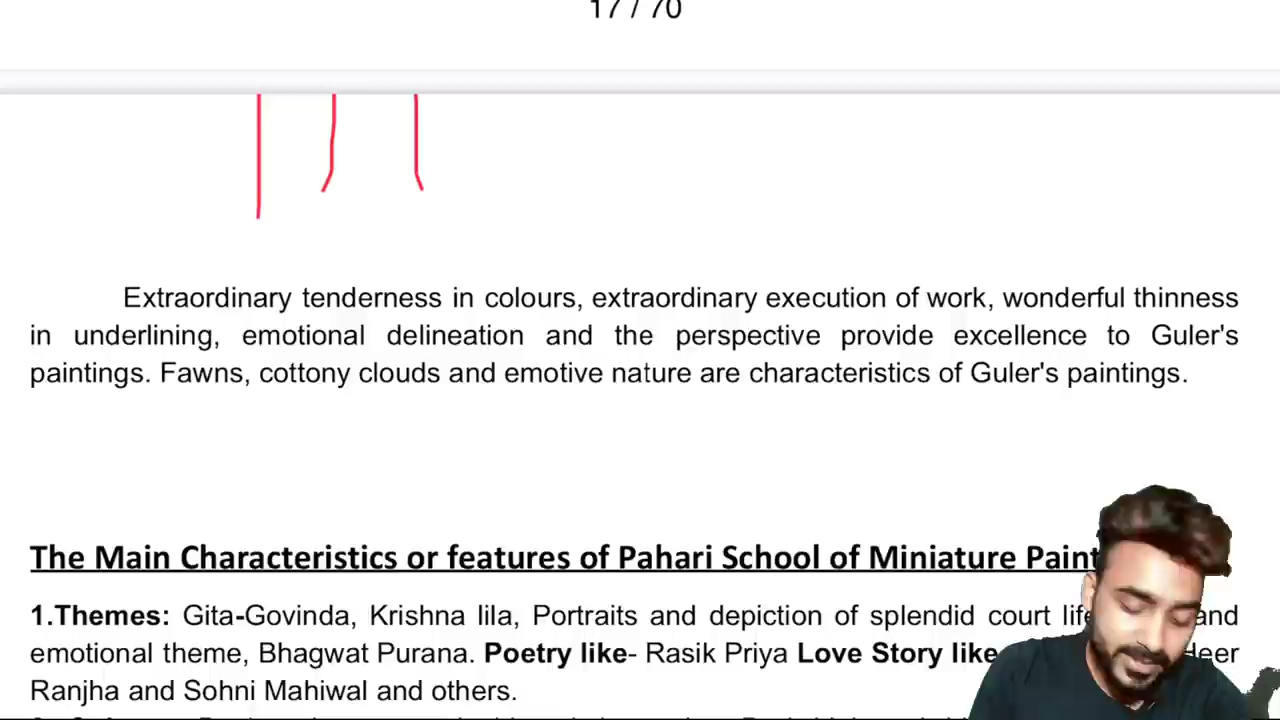 17 / 70
Extraordinary tenderness in colours, extraordinary execution of work, wonderful thinness
in underlining, emotional delineation and the perspective provide excellence to Guler's
paintings. Fawns, cottony clouds and emotive nature are characteristics of Guler's paintings.
The Main Characteristics or features of Pahari School of Miniature Paint
1.Themes: Gita-Govinda, Krishna lila, Portraits and depiction of splendid court life and
emotional theme, Bhagwat Purana. Poetry like- Rasik Priya Love Story like
Ranjha and Sohni Mahiwal and others.